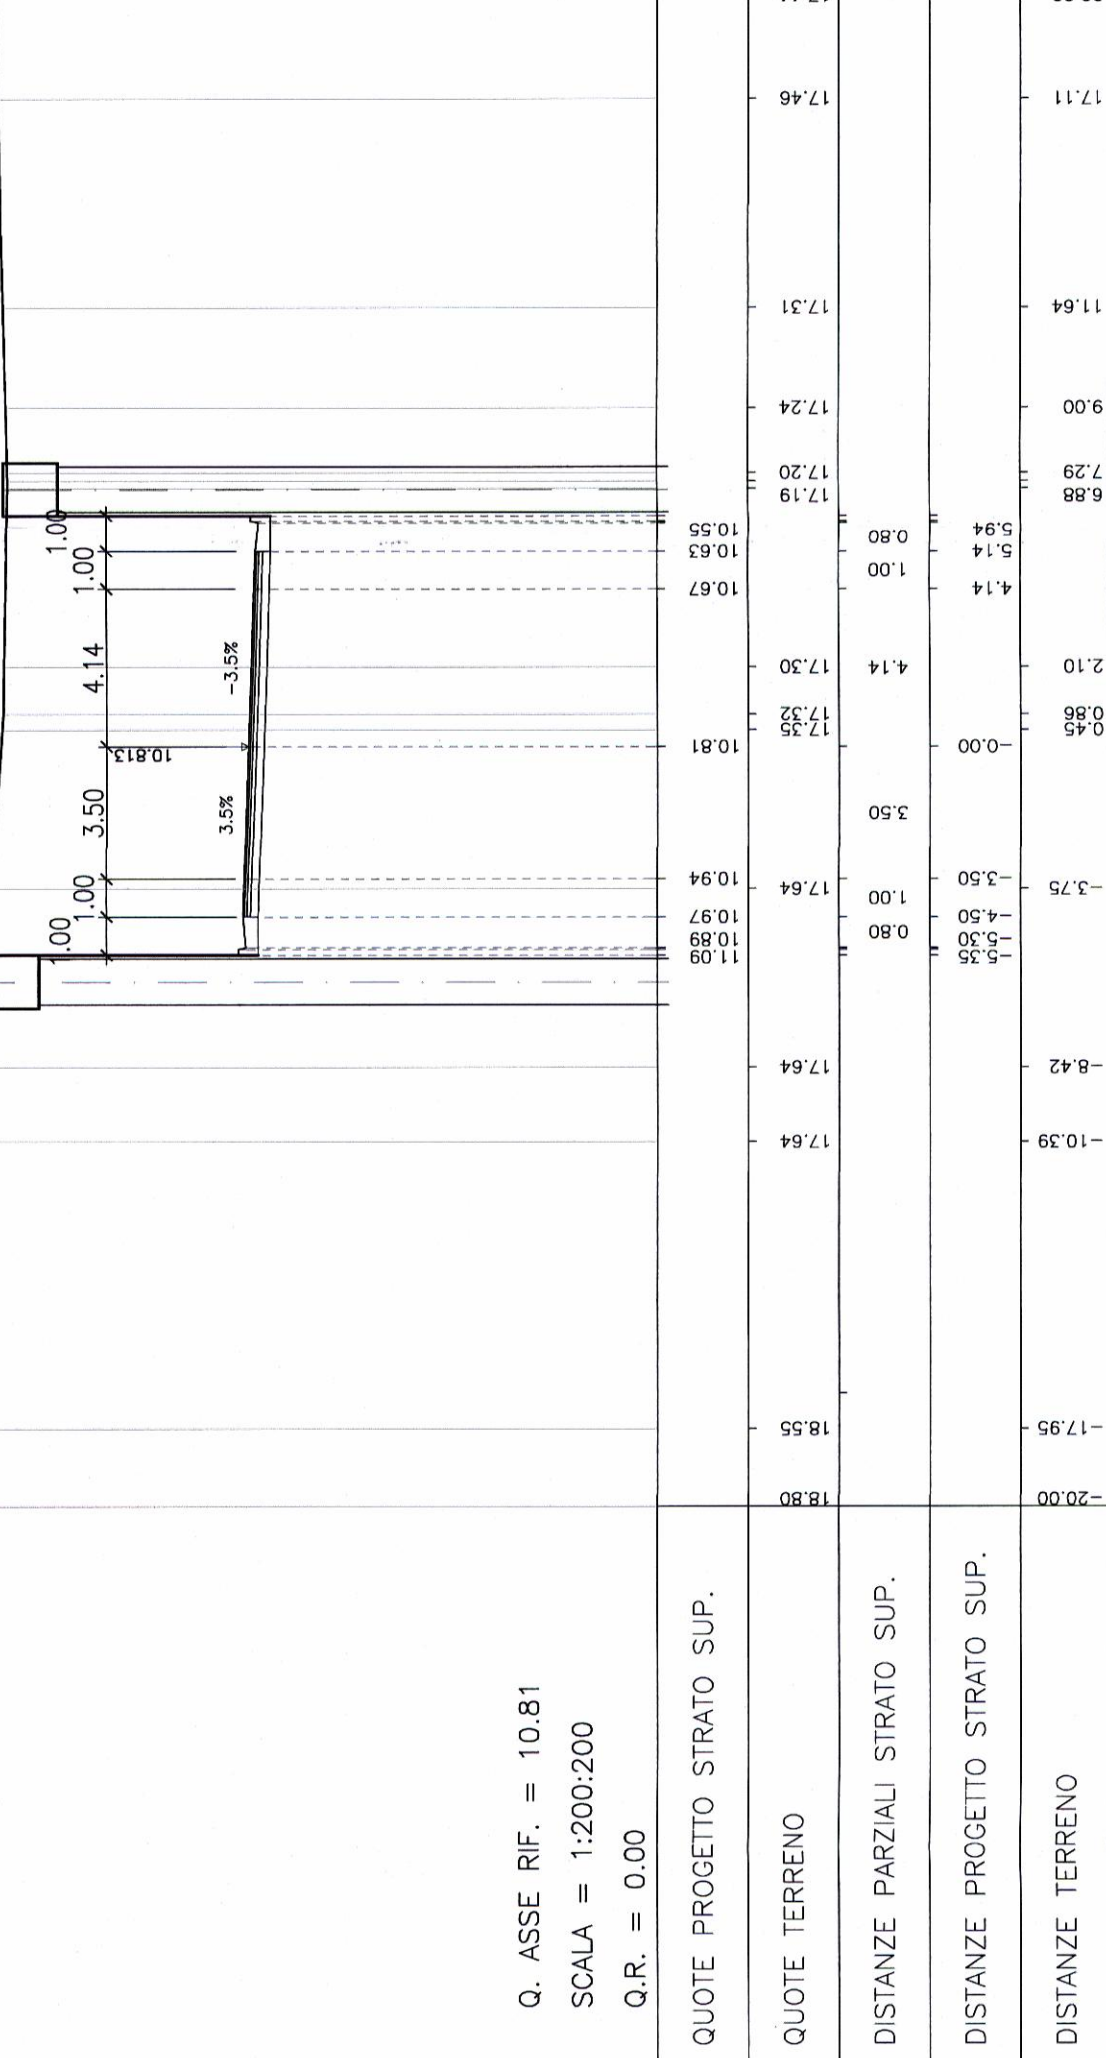 1.00
1.00
1.00
4.14
3.50
1.00
10.813
3.5%
-3.5%
Q. ASSE RIF. = 10.81
SCALA = 1:200:200
Q.R. = 0.00
QUOTE PROGETTO STRATO SUP.
11.09 10.89 10.97 10.94 10.81 10.67 10.63 10.55
QUOTE TERRENO
18.80 18.55 17.64 17.64 17.64 17.35 17.32 17.30 17.19 17.20 17.24 17.31 17.46
DISTANZE PARZIALI STRATO SUP.
0.80 1.00 3.50 4.14 1.00 0.80
DISTANZE PROGETTO STRATO SUP.
-5.35 -5.30 -4.50 -3.50 -0.00 4.14 5.14 5.94
DISTANZE TERRENO
-20.00 -17.95 -10.39 -8.42 -3.75 0.45 0.86 2.10 6.88 7.29 9.00 11.64 17.11